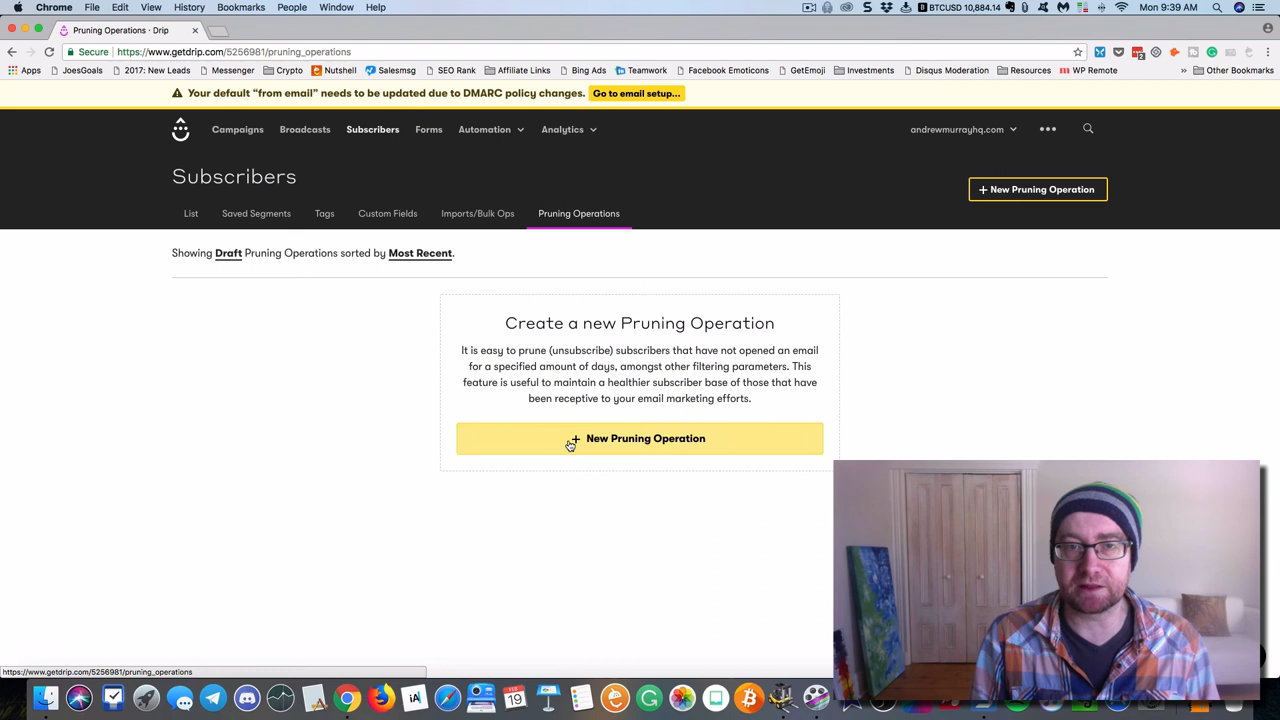 Chrome File Edit View History Bookmarks People Window Help BTCUSD 10,884.14 Mon 9:39 AM
Pruning Operations · Drip
Secure https://www.getdrip.com/5256981/pruning_operations
Apps JoesGoals 2017: New Leads Messenger Crypto Nutshell Salesmsg SEO Rank Affiliate Links Bing Ads Teamwork Facebook Emoticons GetEmoji Investments Disqus Moderation Resources WP Remote » Other Bookmarks
Your default “from email” needs to be updated due to DMARC policy changes. Go to email setup...
Campaigns Broadcasts Subscribers Forms Automation Analytics andrewmurrayhq.com
Subscribers
+ New Pruning Operation
List Saved Segments Tags Custom Fields Imports/Bulk Ops Pruning Operations
Showing Draft Pruning Operations sorted by Most Recent.
Create a new Pruning Operation
It is easy to prune (unsubscribe) subscribers that have not opened an email
for a specified amount of days, amongst other filtering parameters. This
feature is useful to maintain a healthier subscriber base of those that have
been receptive to your email marketing efforts.
+ New Pruning Operation
https://www.getdrip.com/5256981/pruning_operations
FEB
19
iA